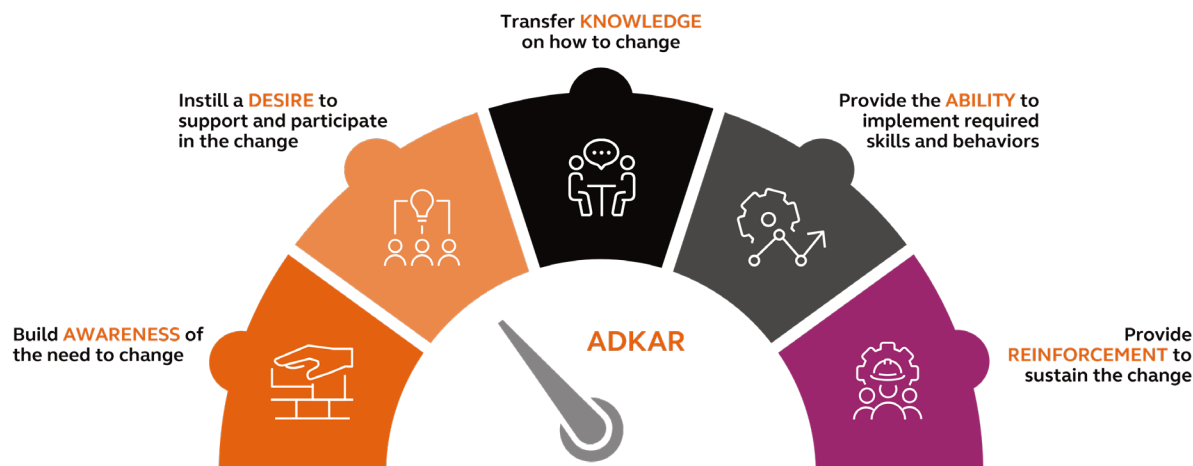 Transfer KNOWLEDGE
on how to change
Instill a DESIRE to
support and participate
in the change
Provide the ABILITY to
implement required
skills and behaviors
Build AWARENESS of
the need to change
ADKAR
Provide
REINFORCEMENT to
sustain the change